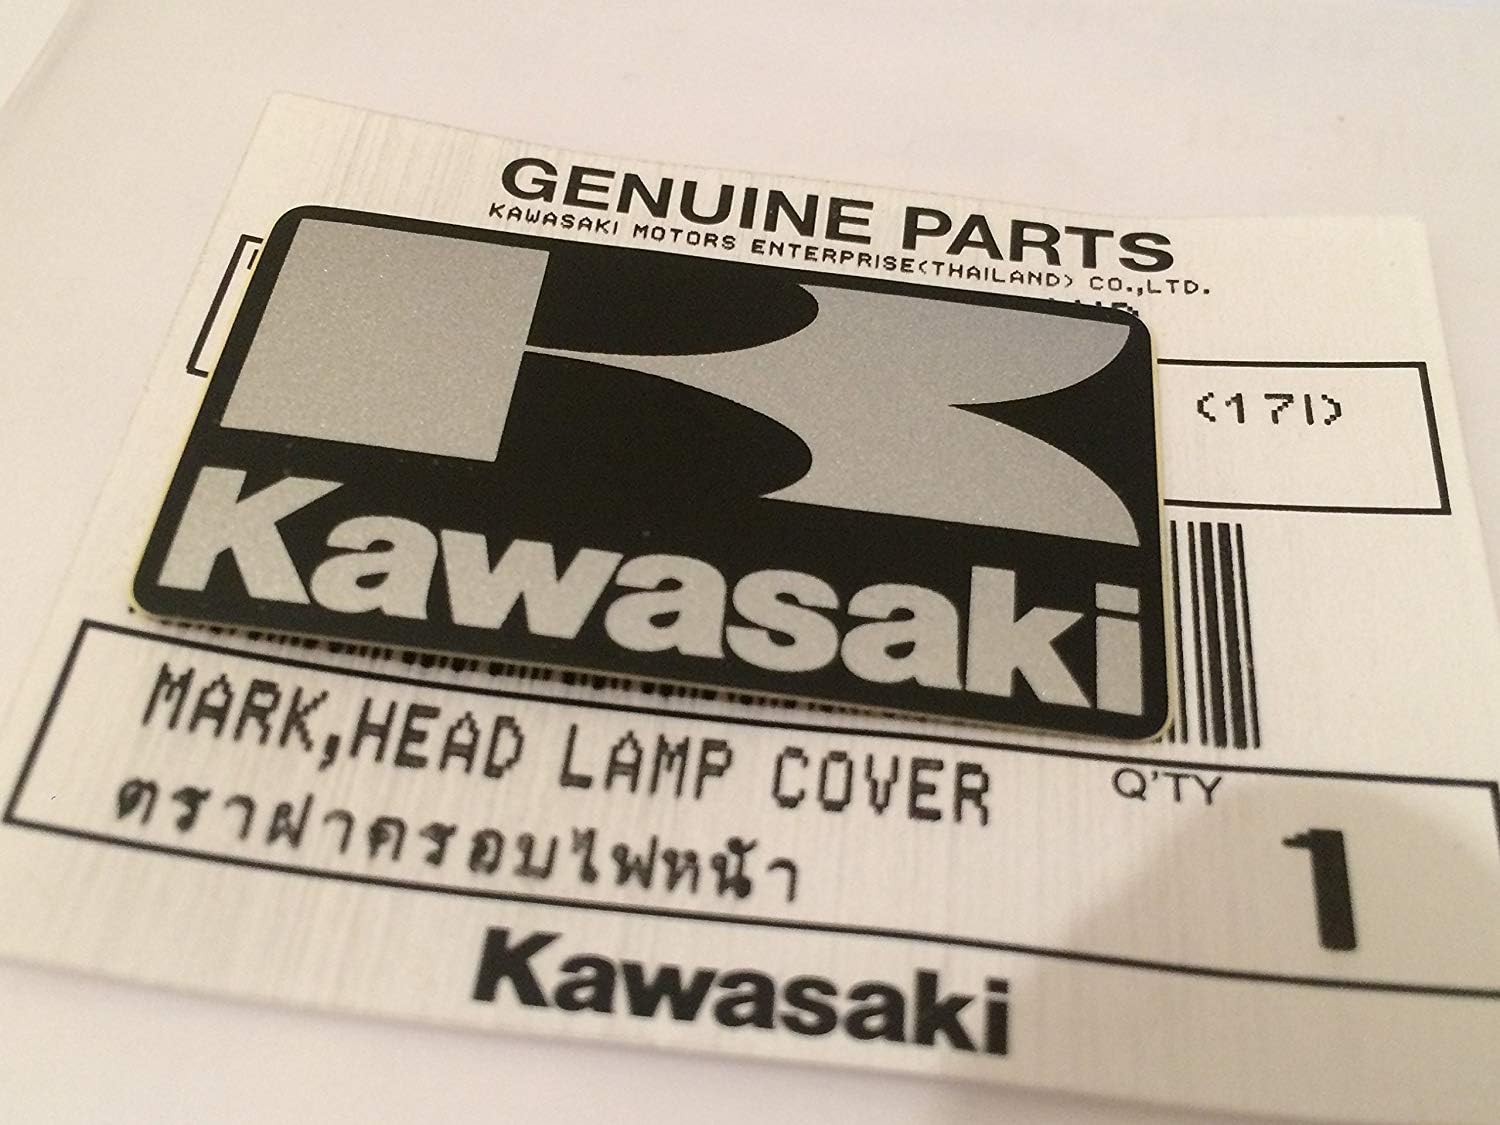 GENUINE PARTS
KAWASAKI MOTORS ENTERPRISE(THAILAND) CO.,LTD.
(17I)
Kawasaki
MARK,HEAD LAMP COVER
ตราฝาครอบไฟหน้า
Q'TY
1
Kawasaki